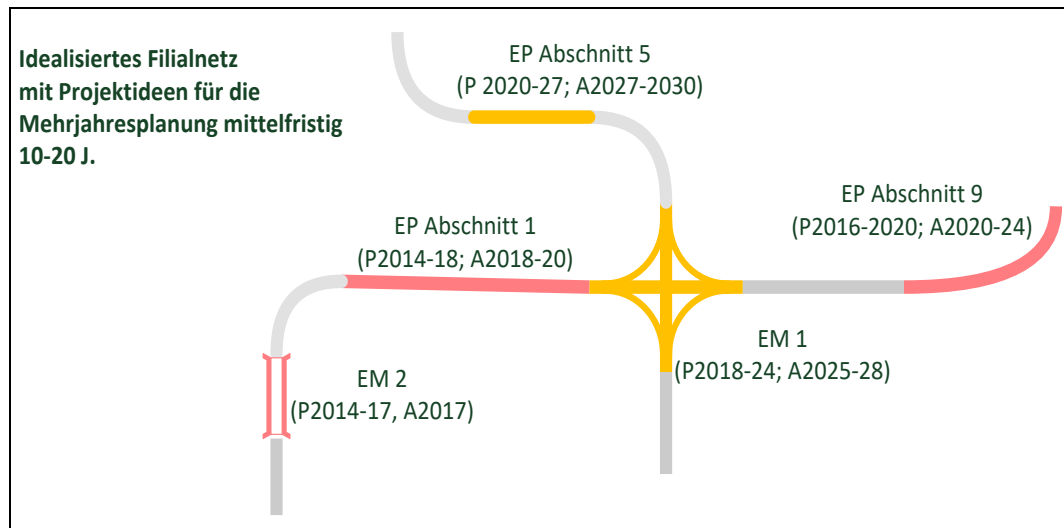 Idealisiertes Filialnetz
mit Projektideen für die
Mehrjahresplanung mittelfristig
10-20 J.
EP Abschnitt 5
(P 2020-27; A2027-2030)
EP Abschnitt 9
(P2016-2020; A2020-24)
EP Abschnitt 1
(P2014-18; A2018-20)
EM 1
(P2018-24; A2025-28)
EM 2
(P2014-17, A2017)